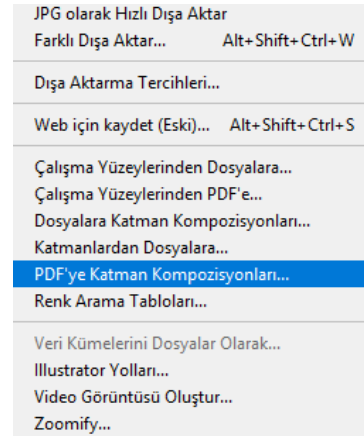 JPG olarak Hızlı Dışa Aktar
Farklı Dışa Aktar... Alt+Shift+Ctrl+W
Dışa Aktarma Tercihleri...
Web için kaydet (Eski)... Alt+Shift+Ctrl+S
Çalışma Yüzeylerinden Dosyalara...
Çalışma Yüzeylerinden PDF'e...
Dosyalara Katman Kompozisyonları...
Katmanlardan Dosyalara...
PDF'ye Katman Kompozisyonları...
Renk Arama Tabloları...
Veri Kümelerini Dosyalar Olarak...
Illustrator Yolları...
Video Görüntüsü Oluştur...
Zoomify...